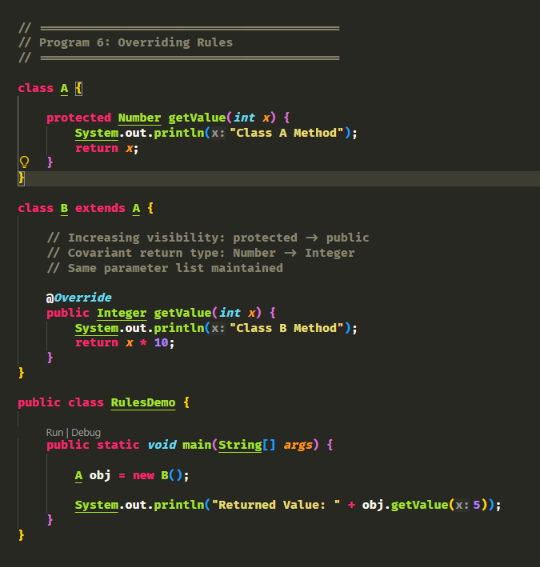 // ==========================================
// Program 6: Overriding Rules
// ==========================================
class A {
protected Number getValue(int x) {
System.out.println(x: "Class A Method");
return x;
}
}
class B extends A {
// Increasing visibility: protected -> public
// Covariant return type: Number -> Integer
// Same parameter list maintained
@Override
public Integer getValue(int x) {
System.out.println(x: "Class B Method");
return x * 10;
}
}
public class RulesDemo {
Run | Debug
public static void main(String[] args) {
A obj = new B();
System.out.println("Returned Value: " + obj.getValue(x: 5));
}
}